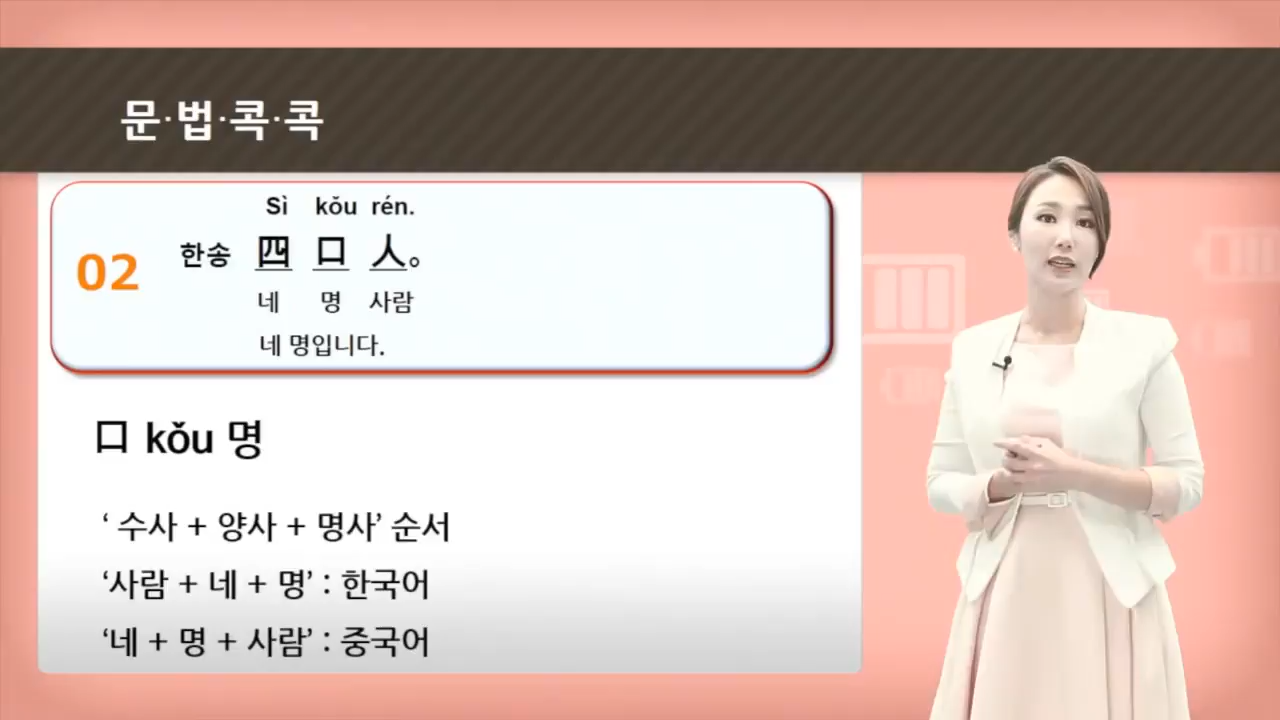 문·법·콕·콕
Sì kǒu rén.
02 한송 四 口 人。
네 명 사람
네 명입니다.
口 kǒu 명
‘ 수사 + 양사 + 명사’ 순서
‘사람 + 네 + 명’ : 한국어
‘네 + 명 + 사람’ : 중국어